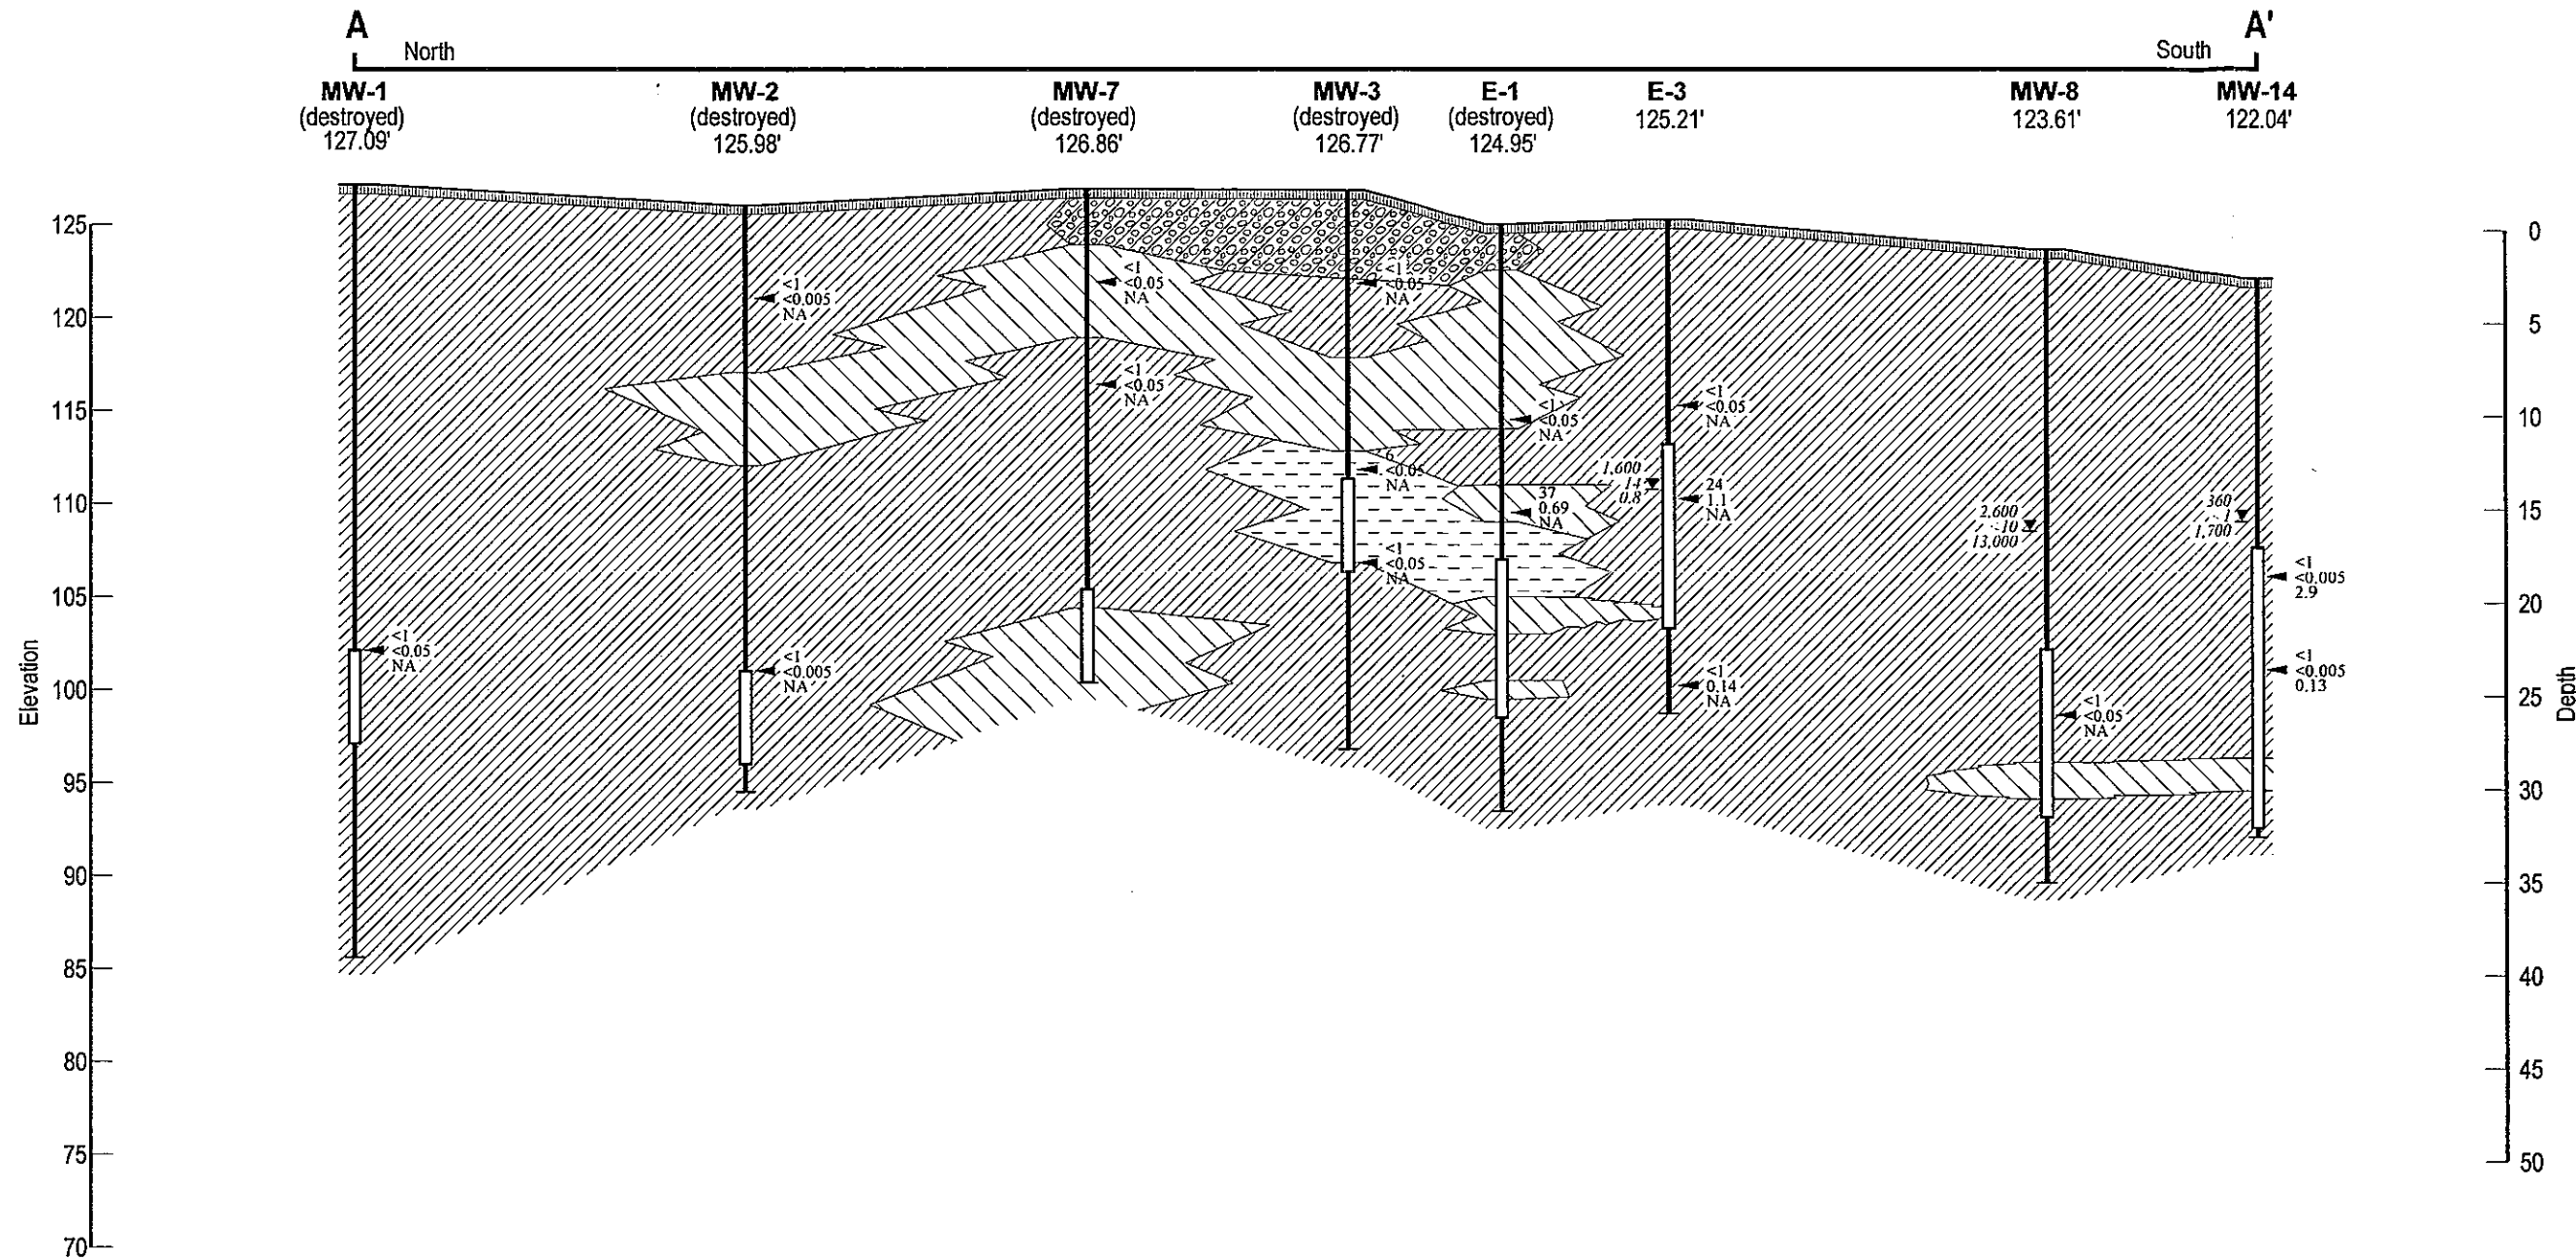 A
A'
North
South
MW-1
(destroyed)
127.09'
MW-2
(destroyed)
125.98'
MW-7
(destroyed)
126.86'
MW-3
(destroyed)
126.77'
E-1
(destroyed)
124.95'
E-3
125.21'
MW-8
123.61'
MW-14
122.04'
Elevation
125
120
115
110
105
100
95
90
85
80
75
70
<1
<0.05
NA
<1
<0.005
NA
<1
<0.005
NA
<1
<0.05
NA
<1
<0.05
NA
<1
<0.05
NA
6
<0.05
NA
<1
<0.05
NA
<1
<0.05
NA
37
0.69
NA
1,600
14
0.8
<1
<0.05
NA
24
1.1
NA
<1
0.14
NA
2,600
13,000
<1
<0.05
NA
360
1,700
<1
<0.005
2.9
<1
<0.005
0.13
0
5
10
15
20
25
30
35
40
45
50
Depth